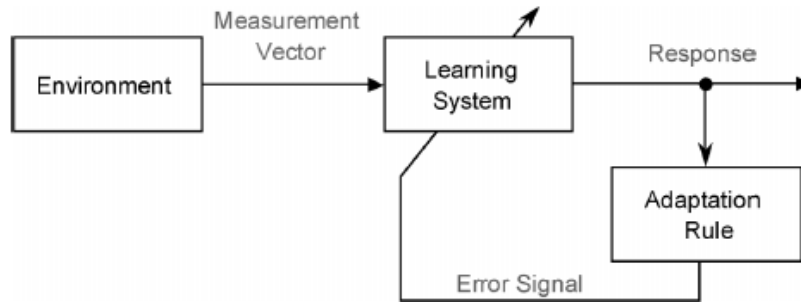 Measurement
Vector
Environment
Learning
System
Response
Adaptation
Rule
Error Signal